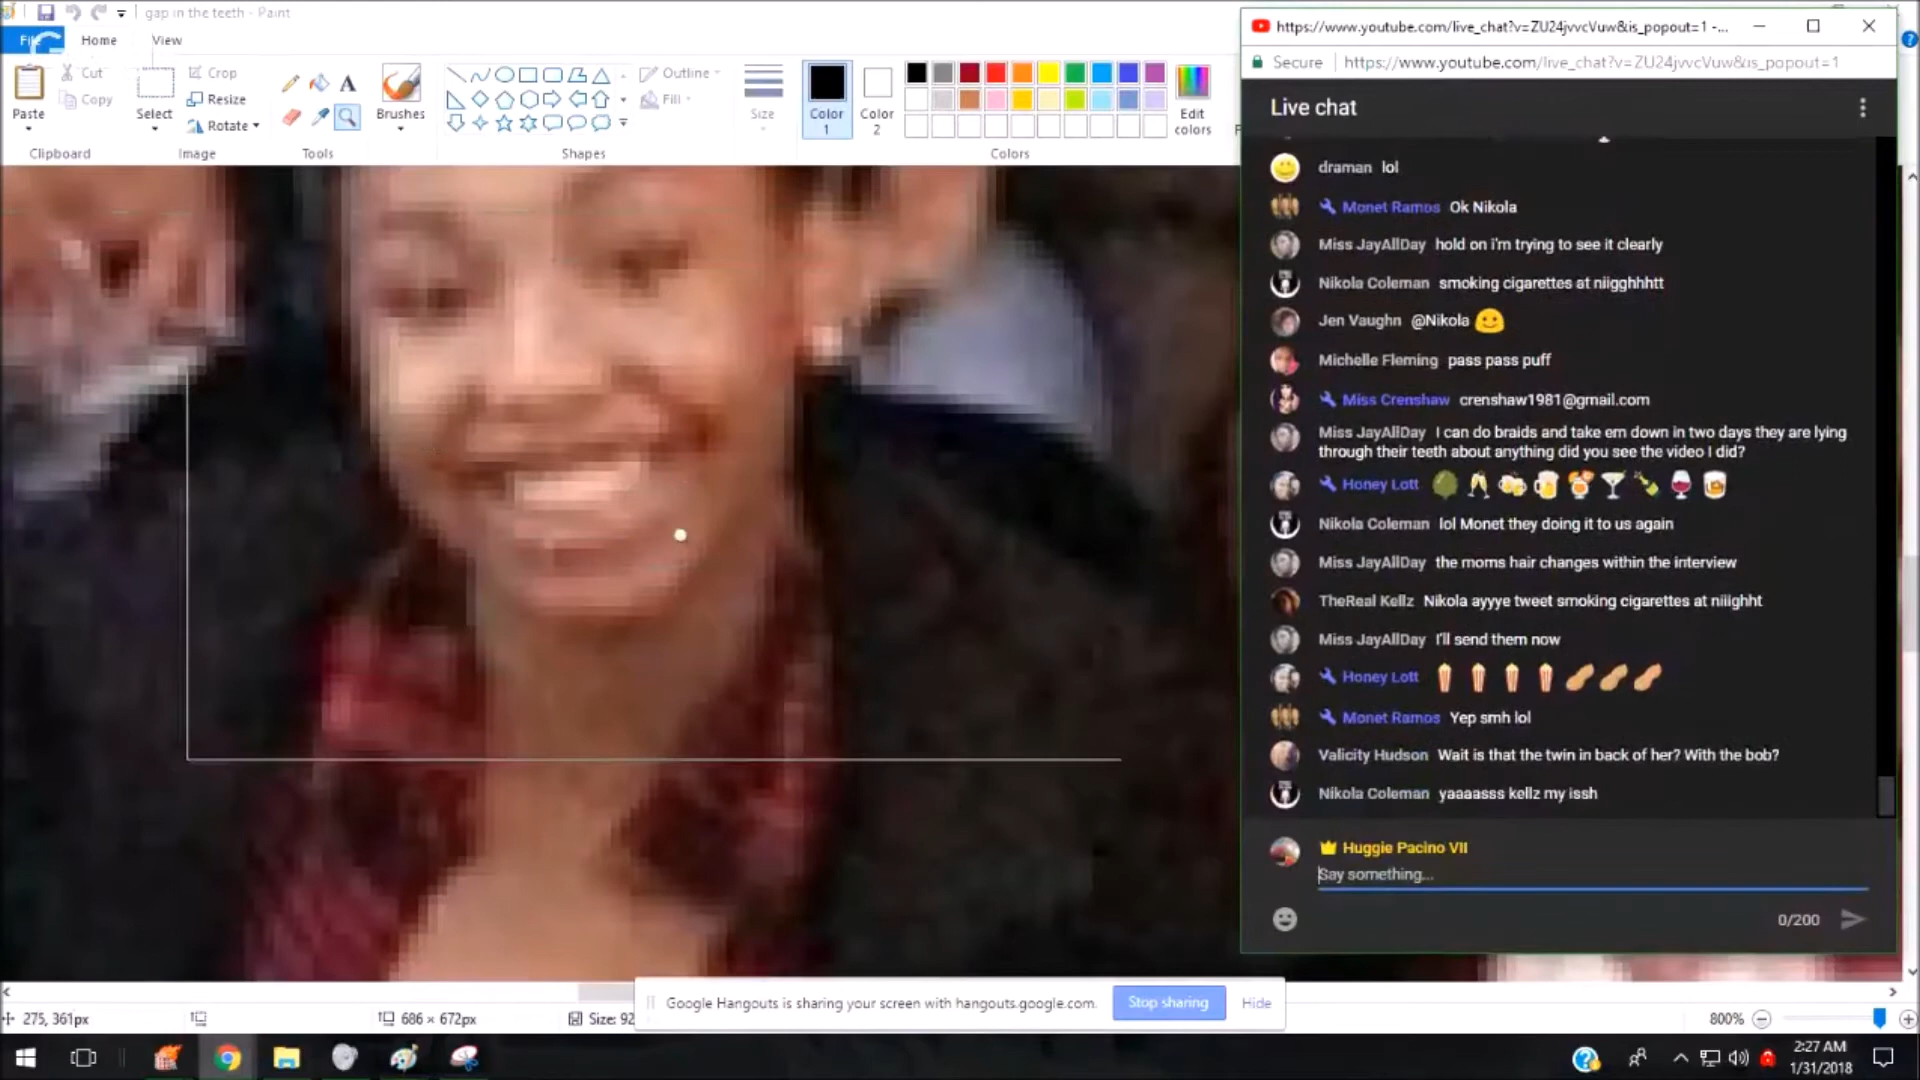 gap in the teeth - Paint
File
Home
View
Paste
Cut
Copy
Clipboard
Select
Crop
Resize
Rotate
Image
Tools
Brushes
Shapes
Outline
Fill
Size
Color
1
Color
2
Edit
colors
Colors
https://www.youtube.com/live_chat?v=ZU24jvvcVuw&is_popout=1 -...
Secure
https://www.youtube.com/live_chat?v=ZU24jvvcVuw&is_popout=1
Live chat
draman lol
Monet Ramos Ok Nikola
Miss JayAllDay hold on i'm trying to see it clearly
Nikola Coleman smoking cigarettes at niigghhhtt
Jen Vaughn @Nikola
Michelle Fleming pass pass puff
Miss Crenshaw crenshaw1981@gmail.com
Miss JayAllDay I can do braids and take em down in two days they are lying
through their teeth about anything did you see the video I did?
Honey Lott
Nikola Coleman lol Monet they doing it to us again
Miss JayAllDay the moms hair changes within the interview
TheReal Kellz Nikola ayyye tweet smoking cigarettes at niiighht
Miss JayAllDay I'll send them now
Honey Lott
Monet Ramos Yep smh lol
Valicity Hudson Wait is that the twin in back of her? With the bob?
Nikola Coleman yaaaasss kellz my issh
Huggie Pacino VII
Say something...
0/200
Google Hangouts is sharing your screen with hangouts.google.com.
Stop sharing
Hide
275, 361px
686 × 672px
Size: 92
800%
2:27 AM
1/31/2018